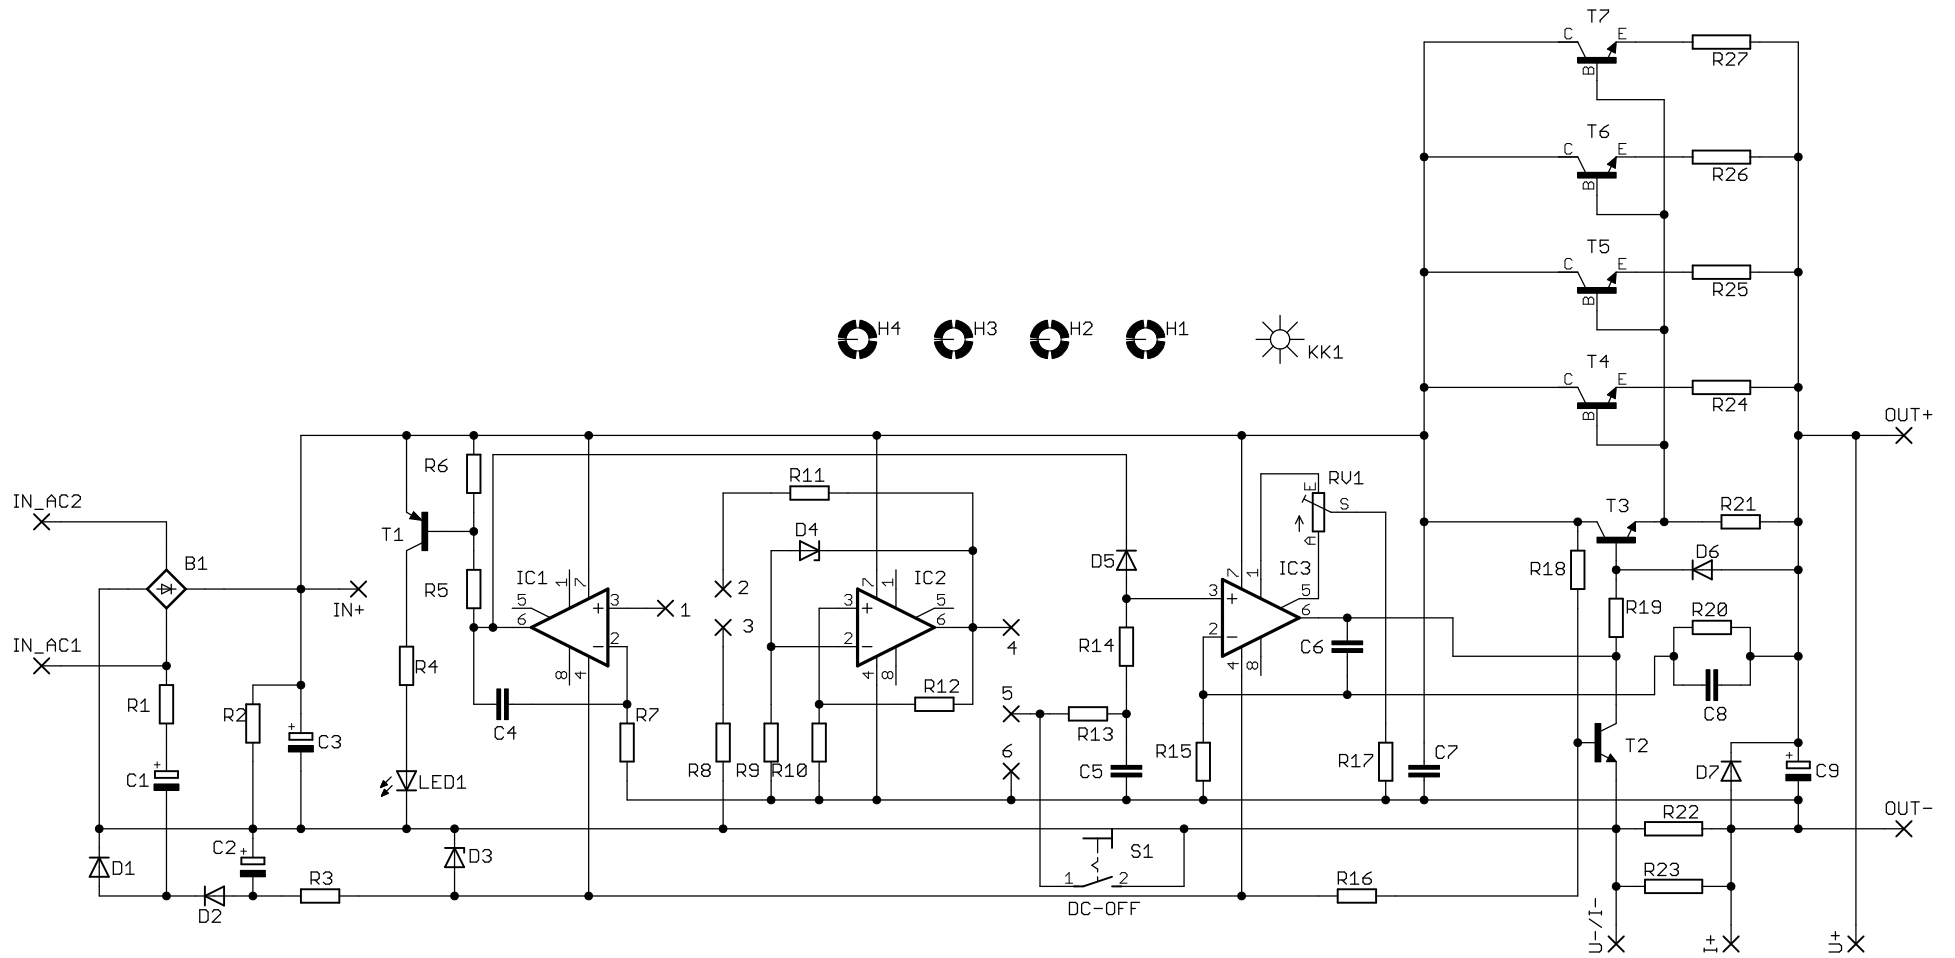 T7
C
E
B
R27
T6
C
E
B
R26
T5
C
E
B
R25
H4
H3
H2
H1
KK1
T4
C
E
B
R24
OUT+
IN_AC2
R6
R11
E
RV1
S
A
T3
R21
T1
D4
B1
R5
IC1
1
7
5
6
+
3
-
2
8
4
1
IN+
2
3
IC2
7
1
3
+
2
-
5
6
4
8
4
D5
IC3
7
1
3
+
2
-
5
6
4
8
R18
D6
R19
R20
IN_AC1
R4
R14
C6
R12
R1
R2
+
C3
C4
R7
5
R13
C8
+
C1
LED1
R8
R9
R10
6
C5
R15
R17
C7
T2
D7
+
C9
OUT-
R22
D1
C2
+
D3
S1
1
2
DC-OFF
D2
R3
R16
R23
U-/I-
I+
U+